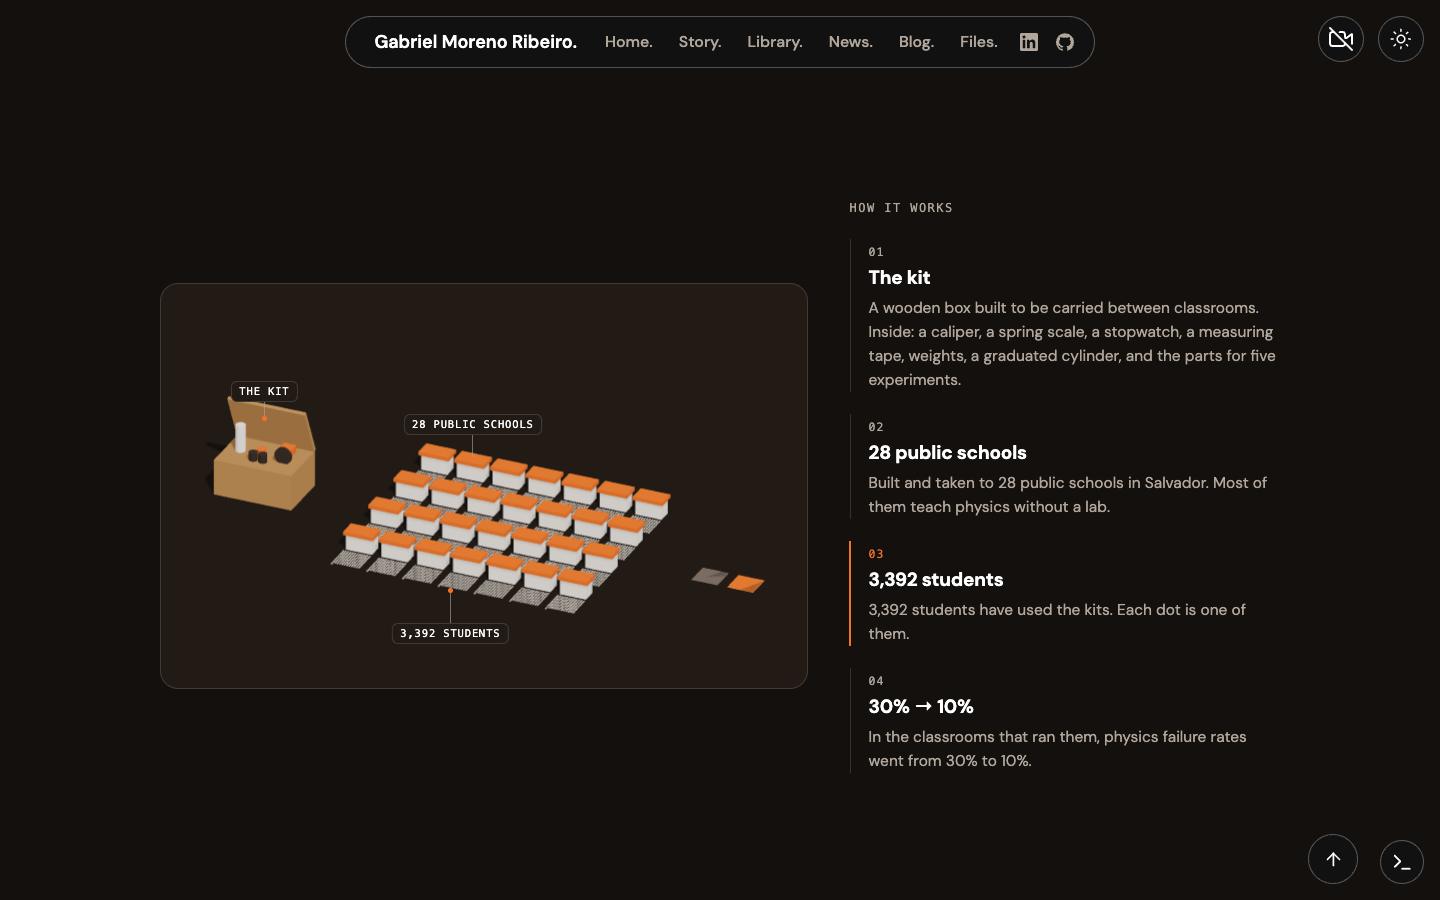 Gabriel Moreno Ribeiro. Home. Story. Library. News. Blog. Files.
HOW IT WORKS
01
The kit
A wooden box built to be carried between classrooms.
Inside: a caliper, a spring scale, a stopwatch, a measuring
tape, weights, a graduated cylinder, and the parts for five
experiments.
02
28 public schools
Built and taken to 28 public schools in Salvador. Most of
them teach physics without a lab.
03
3,392 students
3,392 students have used the kits. Each dot is one of
them.
04
30% → 10%
In the classrooms that ran them, physics failure rates
went from 30% to 10%.
THE KIT
28 PUBLIC SCHOOLS
3,392 STUDENTS